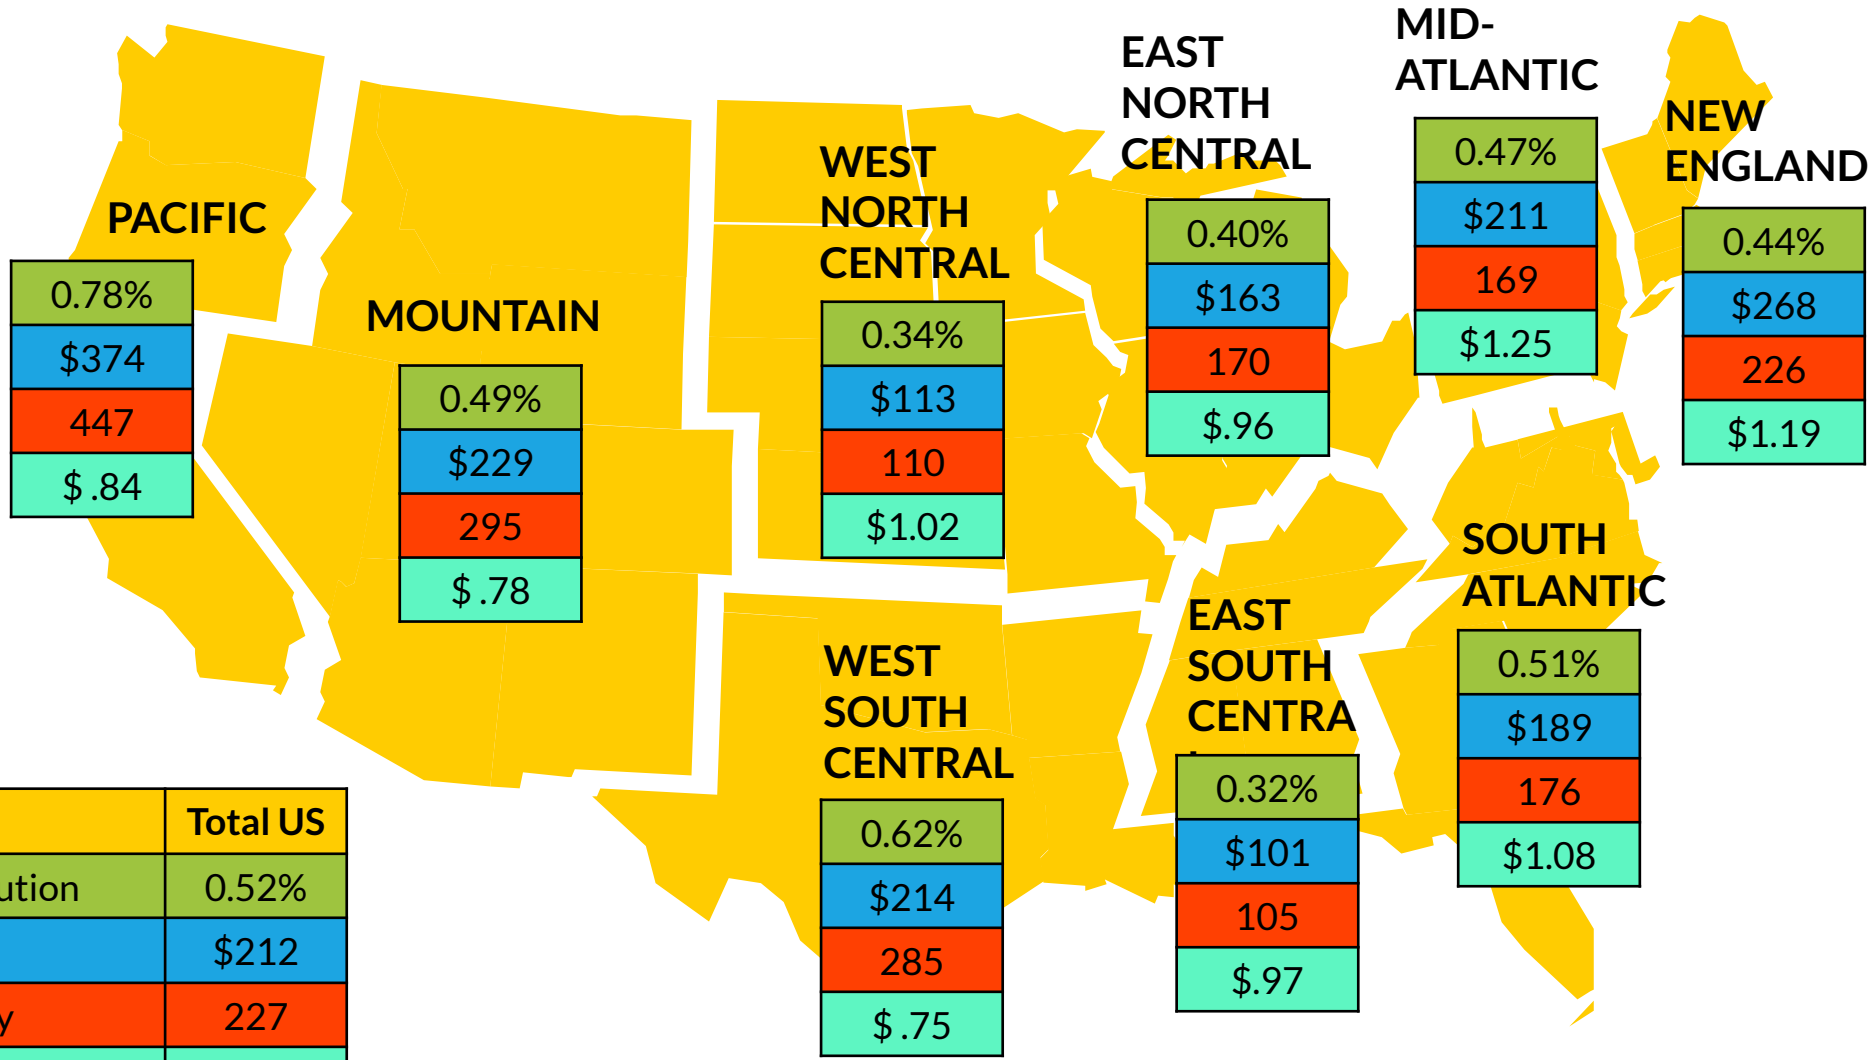 PACIFIC
0.78%
$374
447
$ .84
MOUNTAIN
0.49%
$229
295
$ .78
WEST
NORTH
CENTRAL
0.34%
$113
110
$1.02
EAST
NORTH
CENTRAL
0.40%
$163
170
$.96
MID-
ATLANTIC
0.47%
$211
169
$1.25
NEW
ENGLAND
0.44%
$268
226
$1.19
WEST
SOUTH
CENTRAL
0.62%
$214
285
$ .75
EAST
SOUTH
CENTRA
0.32%
$101
105
$.97
SOUTH
ATLANTIC
0.51%
$189
176
$1.08
Total US
ution 0.52%
$212
y 227